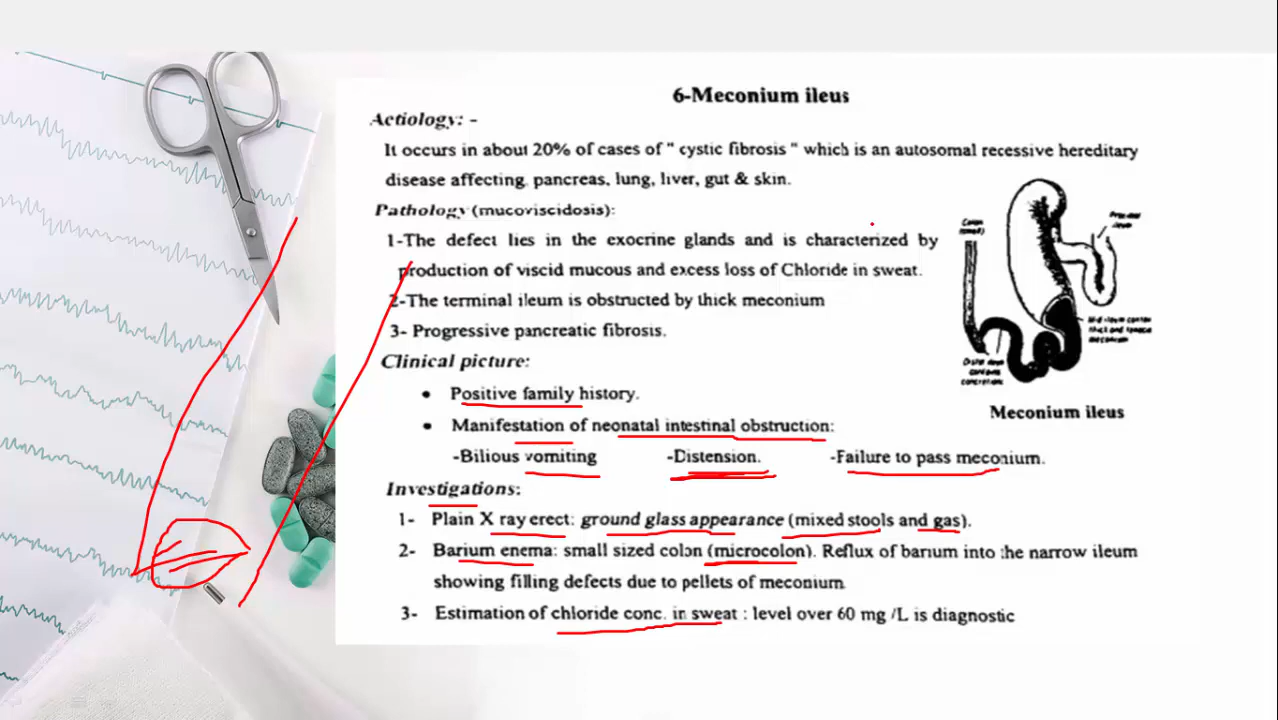 6-Meconium ileus
Aetiology: -
It occurs in about 20% of cases of " cystic fibrosis " which is an autosomal recessive hereditary
disease affecting. pancreas, lung, liver, gut & skin.
Pathology (mucoviscidosis):
1-The defect lies in the exocrine glands and is characterized by
production of viscid mucous and excess loss of Chloride in sweat.
2-The terminal ileum is obstructed by thick meconium
3- Progressive pancreatic fibrosis.
Clinical picture:
• Positive family history.
• Manifestation of neonatal intestinal obstruction:
-Bilious vomiting -Distension. -Failure to pass meconium.
Investigations:
1- Plain X ray erect: ground glass appearance (mixed stools and gas).
2- Barium enema: small sized colon (microcolon). Reflux of barium into the narrow ileum
showing filling defects due to pellets of meconium
3- Estimation of chloride conc. in sweat : level over 60 mg /L is diagnostic
Colon
(small)
ileum
meconium
Meconium ileus